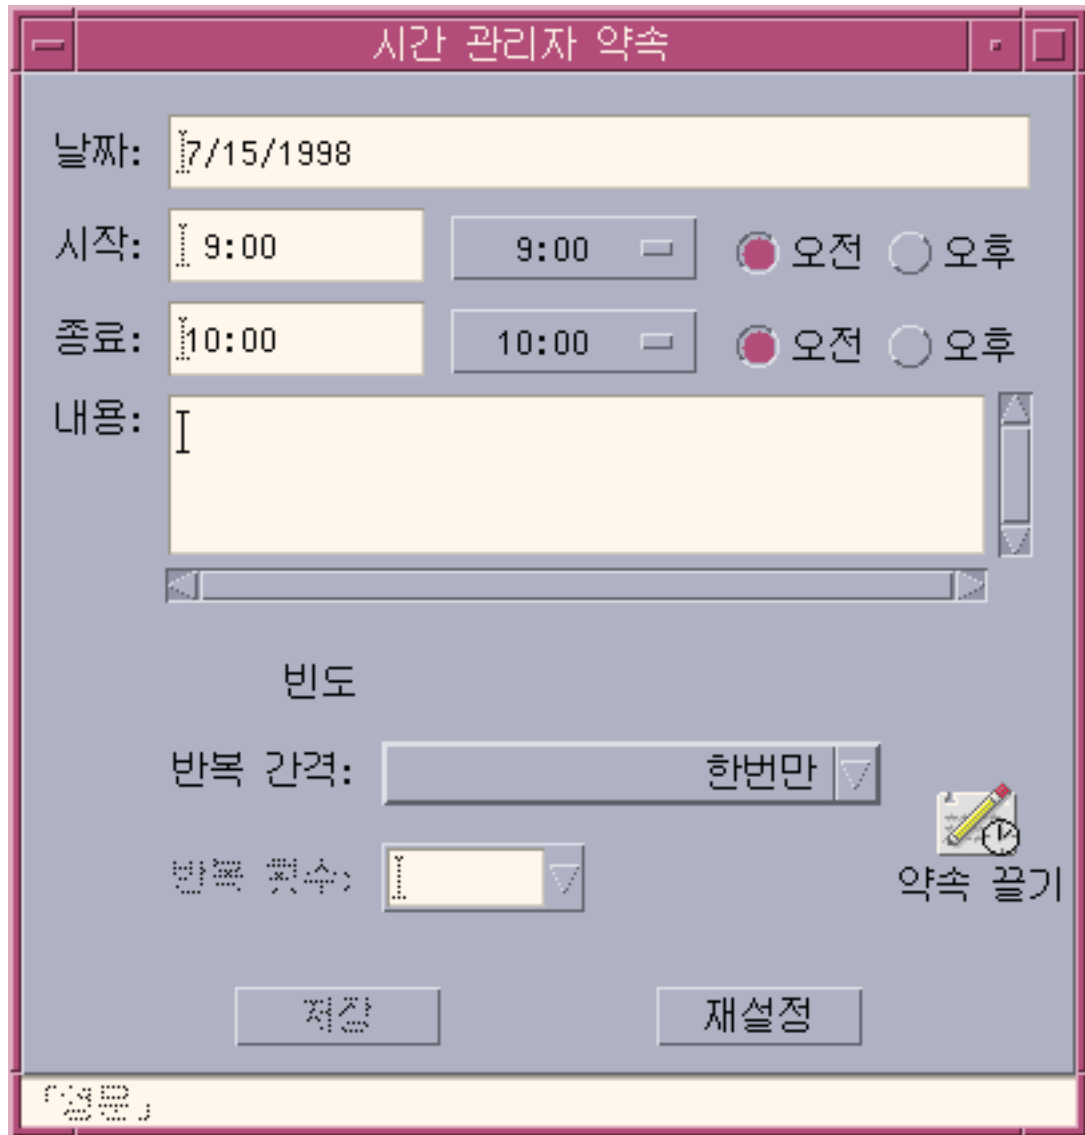 시간 관리자 약속
날짜: 7/15/1998
시작: 9:00 9:00 오전 오후
종료: 10:00 10:00 오전 오후
내용:
빈도
반복 간격: 한번만
반복 횟수:
약속 끌기
저장 재설정
「영문」